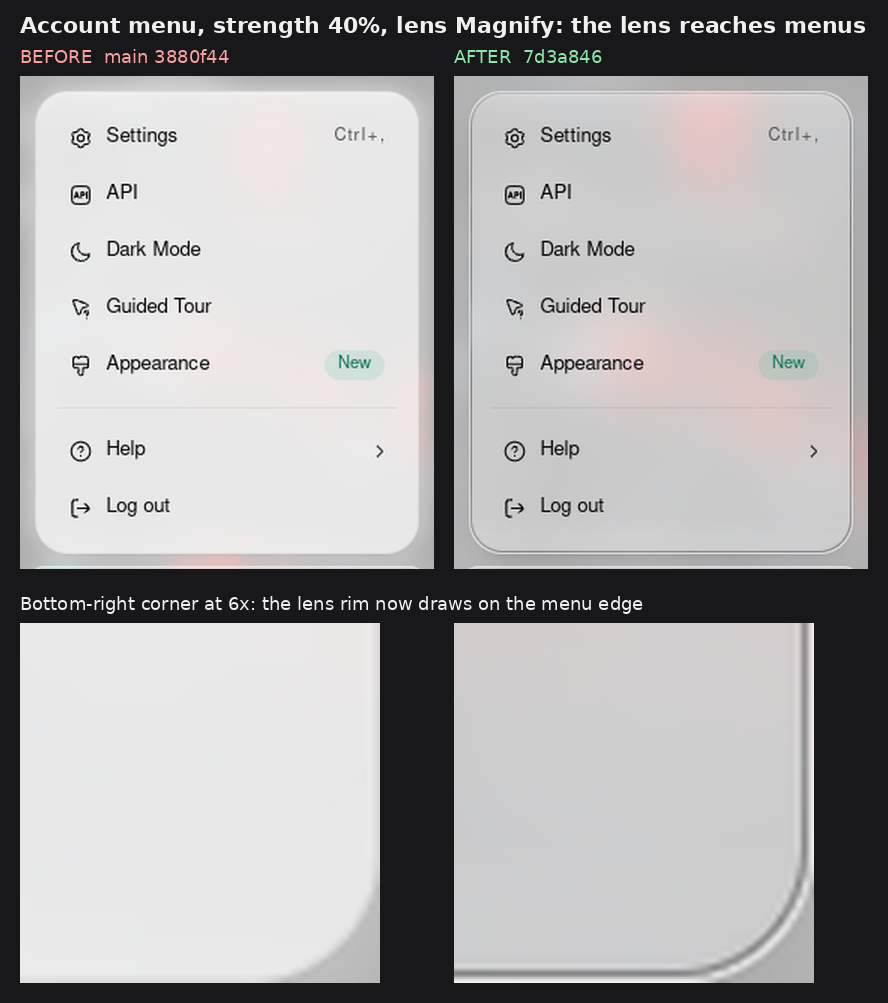 Account menu, strength 40%, lens Magnify: the lens reaches menus
BEFORE main 3880f44
AFTER 7d3a846
Settings Ctrl+,
API API
Dark Mode
Guided Tour
Appearance New
Help
Log out
Settings Ctrl+,
API API
Dark Mode
Guided Tour
Appearance New
Help
Log out
Bottom-right corner at 6x: the lens rim now draws on the menu edge